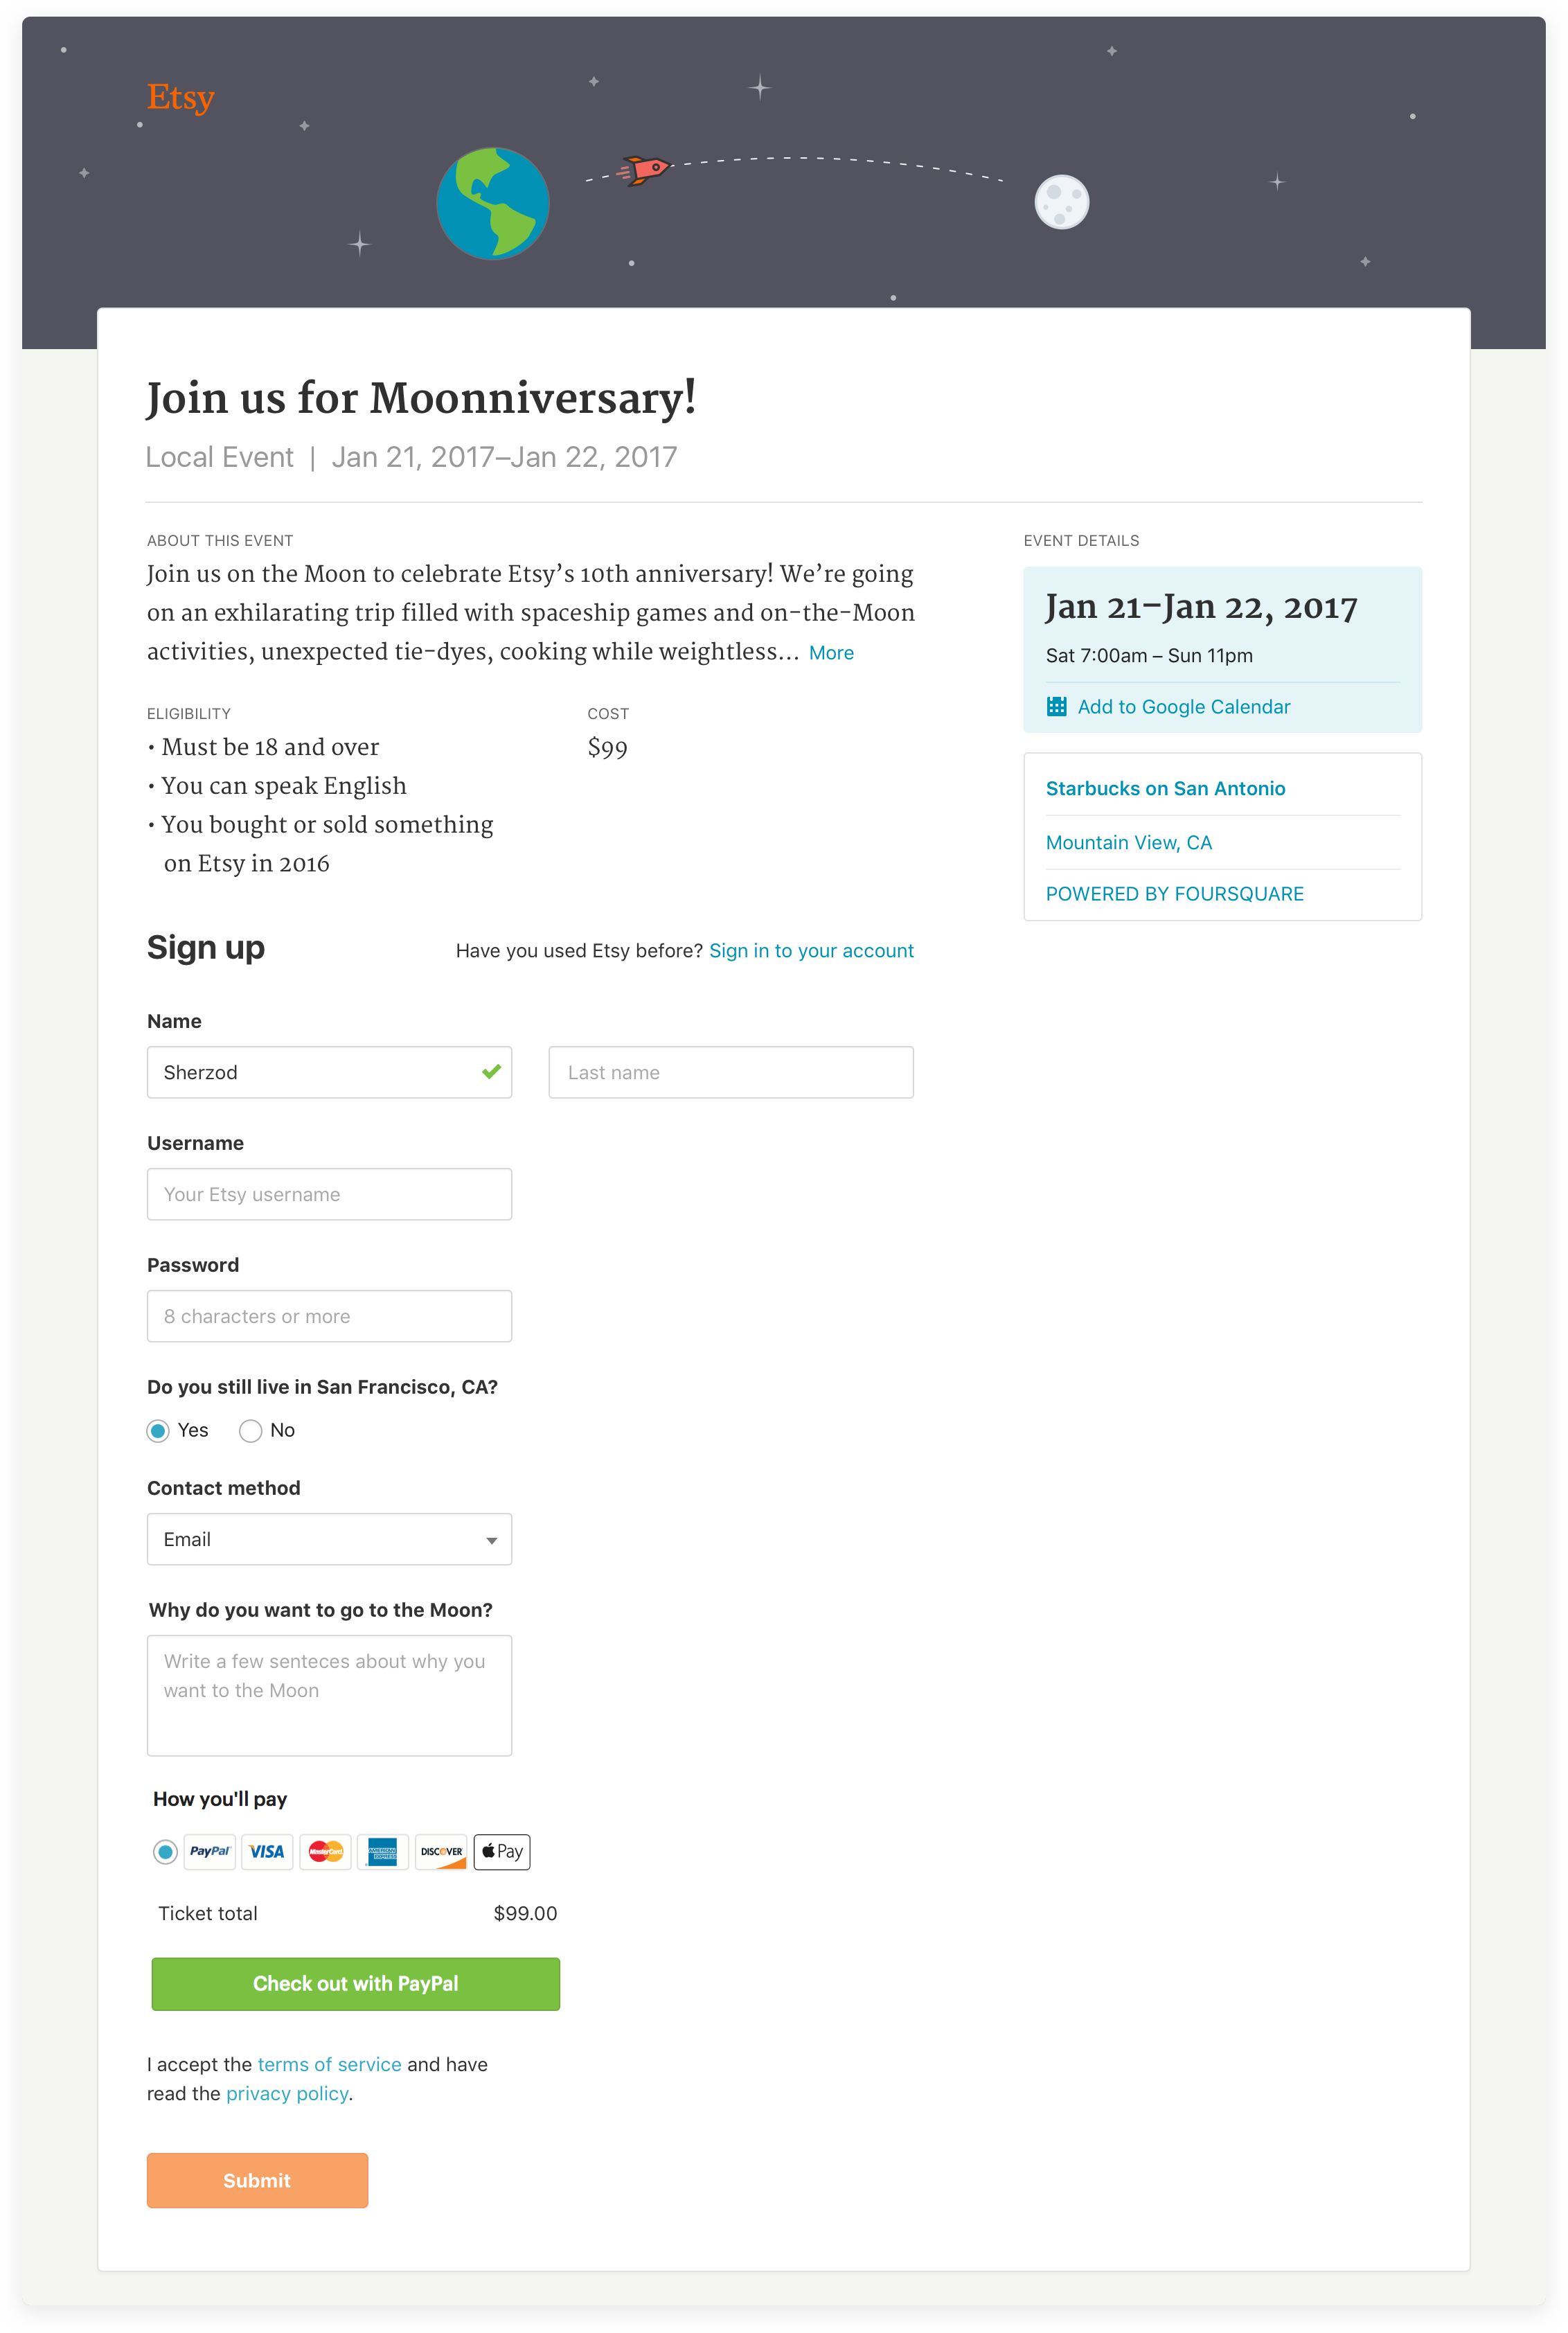 Etsy
Join us for Moonniversary!
Local Event | Jan 21, 2017–Jan 22, 2017
ABOUT THIS EVENT
Join us on the Moon to celebrate Etsy’s 10th anniversary! We’re going
on an exhilarating trip filled with spaceship games and on-the-Moon
activities, unexpected tie-dyes, cooking while weightless... More
ELIGIBILITY
• Must be 18 and over
• You can speak English
• You bought or sold something
on Etsy in 2016
COST
$99
EVENT DETAILS
Jan 21–Jan 22, 2017
Sat 7:00am – Sun 11pm
Add to Google Calendar
Starbucks on San Antonio
Mountain View, CA
POWERED BY FOURSQUARE
Sign up
Have you used Etsy before? Sign in to your account
Name
Sherzod
Last name
Username
Your Etsy username
Password
8 characters or more
Do you still live in San Francisco, CA?
Yes No
Contact method
Email
Why do you want to go to the Moon?
Write a few senteces about why you
want to the Moon
How you'll pay
PayPal VISA MasterCard AMERICAN EXPRESS DISCOVER Pay
Ticket total $99.00
Check out with PayPal
I accept the terms of service and have
read the privacy policy.
Submit